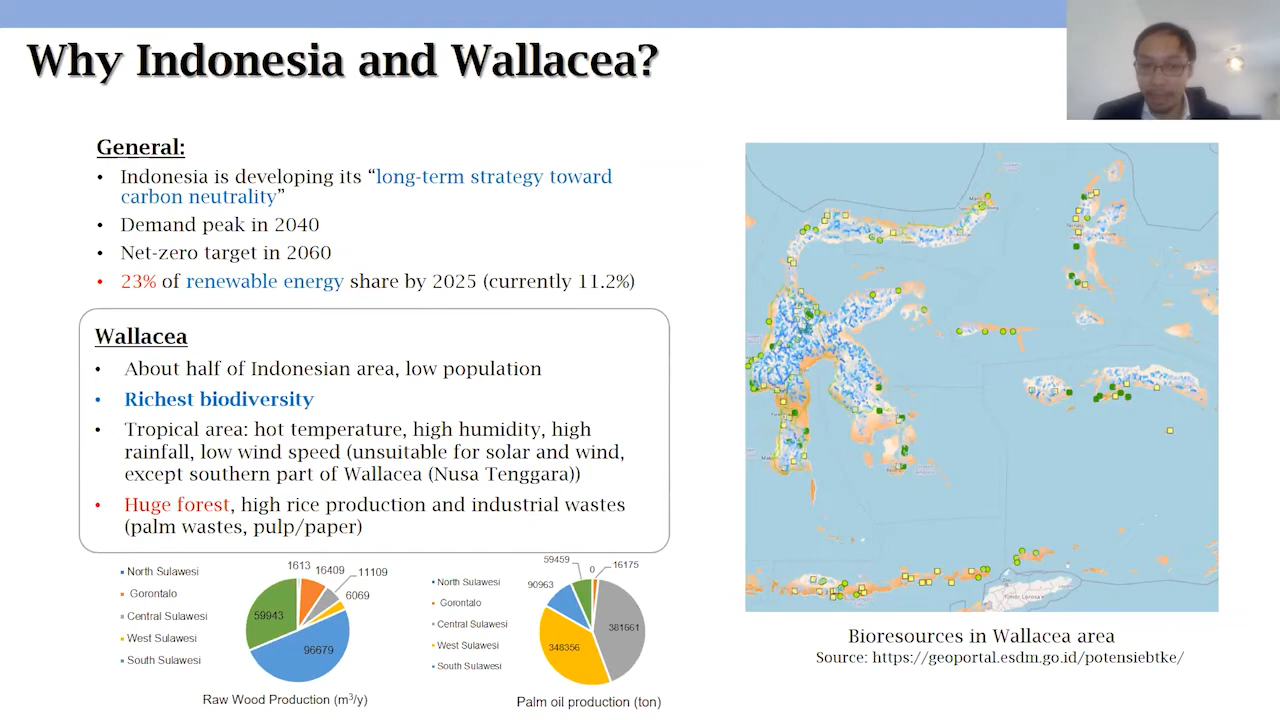 Why Indonesia and Wallacea?
General:
• Indonesia is developing its “long-term strategy toward
carbon neutrality”
• Demand peak in 2040
• Net-zero target in 2060
• 23% of renewable energy share by 2025 (currently 11.2%)
Wallacea
• About half of Indonesian area, low population
• Richest biodiversity
• Tropical area: hot temperature, high humidity, high
rainfall, low wind speed (unsuitable for solar and wind,
except southern part of Wallacea (Nusa Tenggara))
• Huge forest, high rice production and industrial wastes
(palm wastes, pulp/paper)
North Sulawesi
Gorontalo
Central Sulawesi
West Sulawesi
South Sulawesi
1613
16409
11109
6069
59943
96679
Raw Wood Production (m³/y)
North Sulawesi
Gorontalo
Central Sulawesi
West Sulawesi
South Sulawesi
59459
0
16175
90963
381661
348356
Palm oil production (ton)
Bioresources in Wallacea area
Source: https://geoportal.esdm.go.id/potensiebtke/